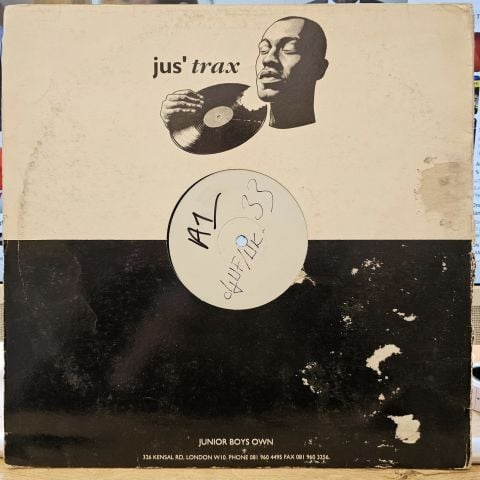 jus' trax
A1
33
JUNIOR BOYS OWN
326 KENSAL RD, LONDON W10. PHONE 081 960 4495 FAX 081 960 3256.